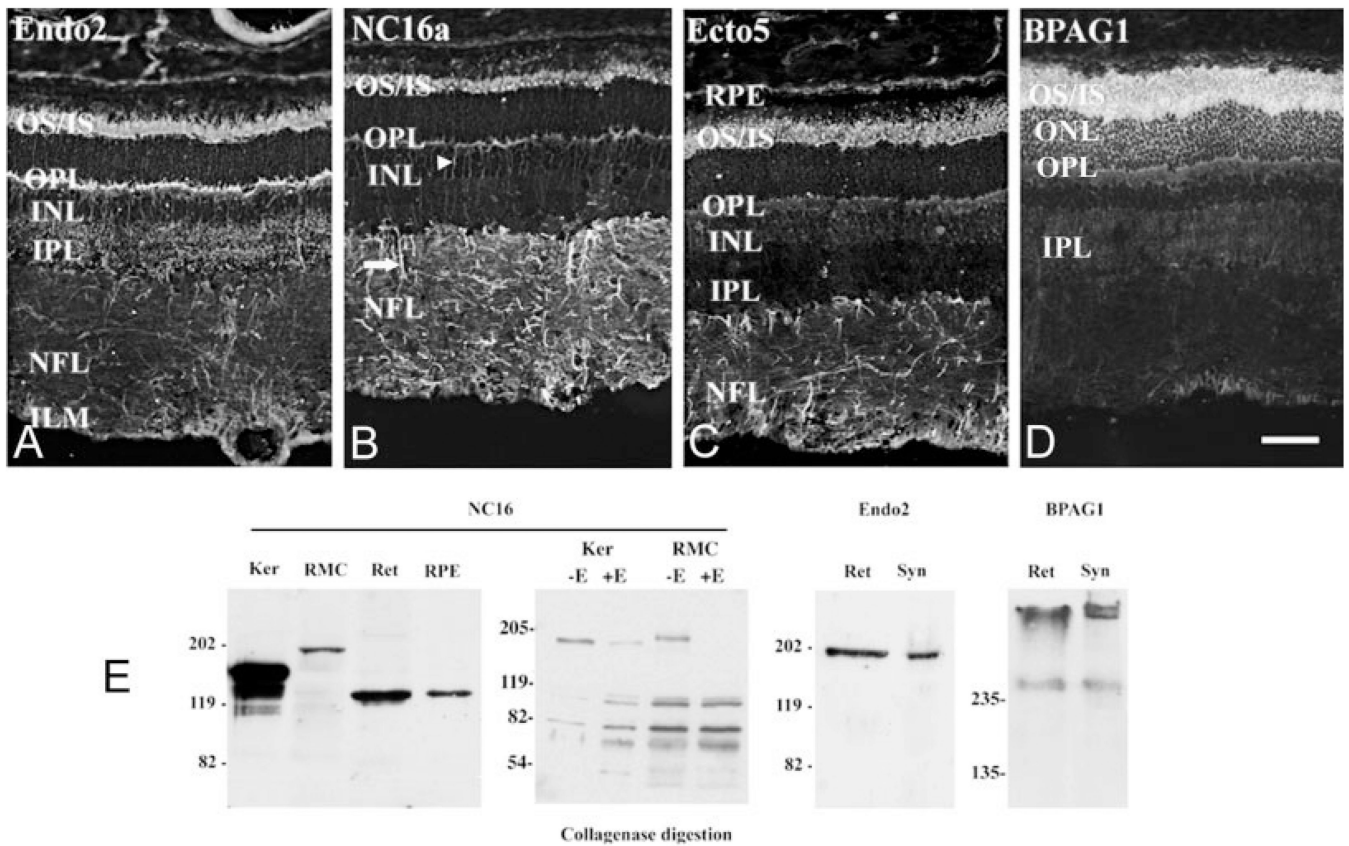 Endo2
OS/IS
OPL
INL
IPL
NFL
ILM
A
NC16a
OS/IS
OPL
INL
NFL
B
Ecto5
RPE
OS/IS
OPL
INL
IPL
NFL
C
BPAG1
OS/IS
ONL
OPL
IPL
D
E
NC16
Ker RMC Ret RPE
202 -
119 -
82 -
Ker RMC
-E +E -E +E
205-
119-
82-
54-
Collagenase digestion
Endo2
Ret Syn
202 -
119 -
82 -
BPAG1
Ret Syn
235-
135-